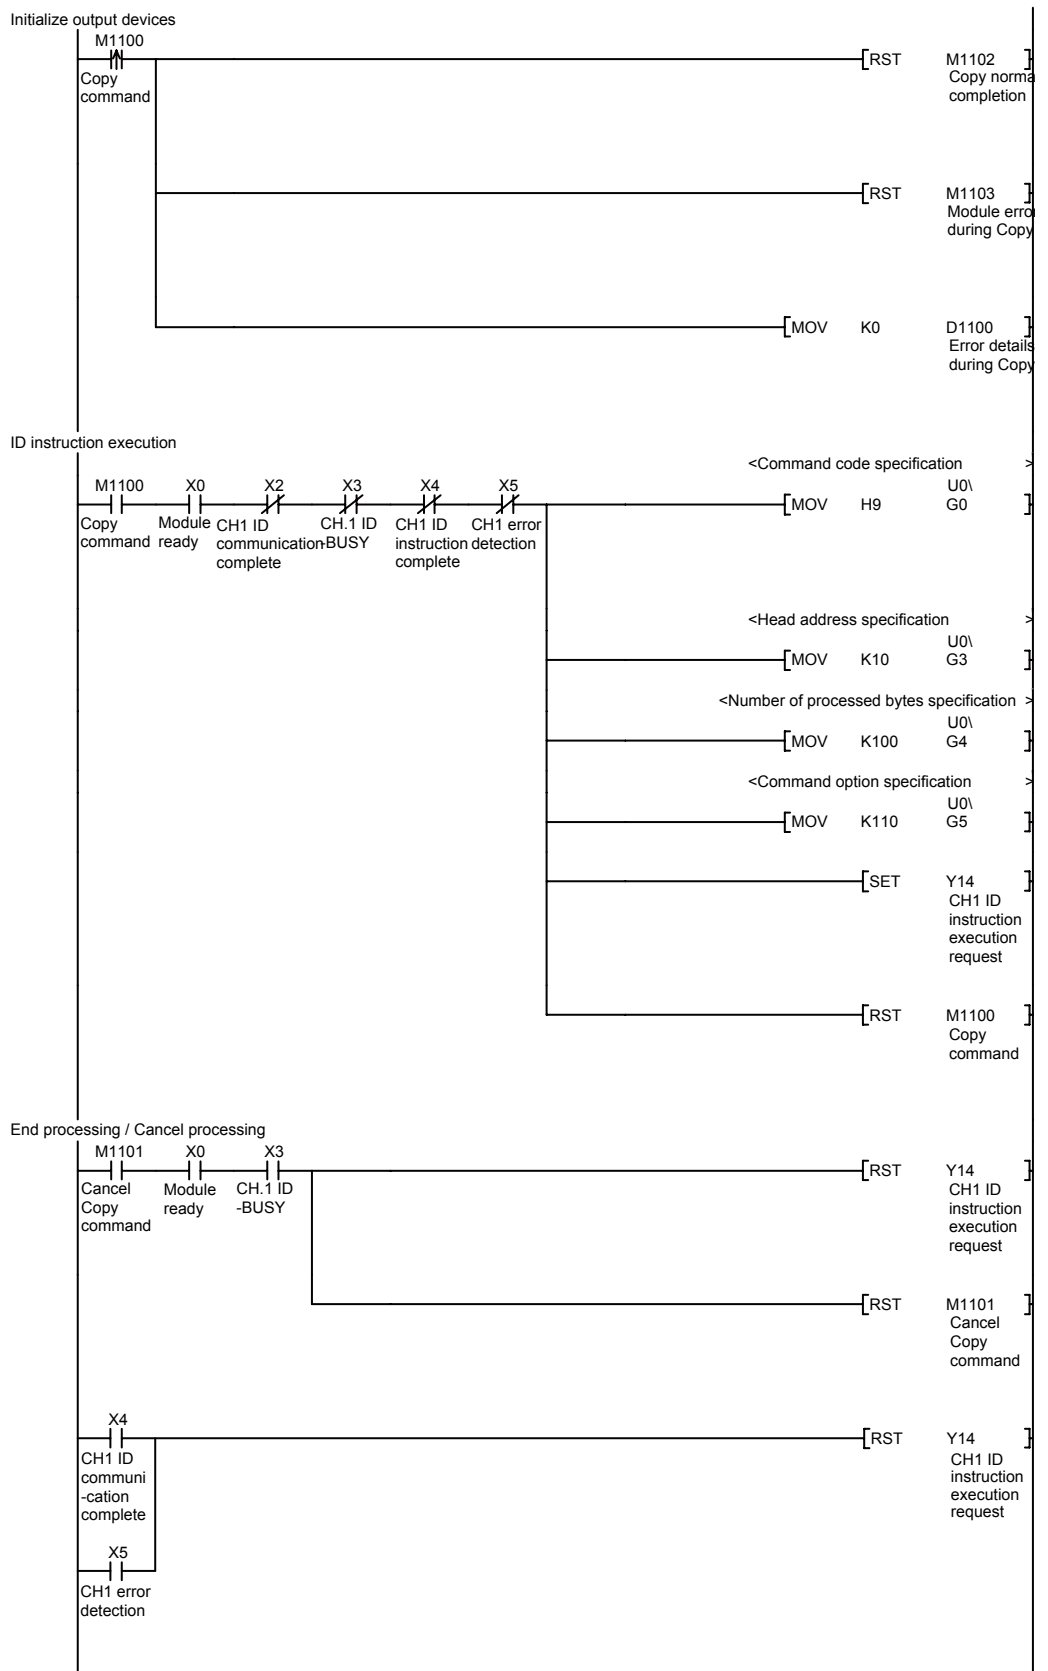 Initialize output devices
M1100
Copy
command
RST M1102
Copy norma
completion
RST M1103
Module erro
during Copy
MOV K0 D1100
Error details
during Copy
ID instruction execution
<Command code specification >
M1100 X0 X2 X3 X4 X5
U0\
MOV H9 G0
Copy
command
Module
ready
CH1 ID
communication
complete
CH.1 ID
-BUSY
CH1 ID
instruction
complete
CH1 error
detection
<Head address specification >
U0\
MOV K10 G3
<Number of processed bytes specification >
U0\
MOV K100 G4
<Command option specification >
U0\
MOV K110 G5
SET Y14
CH1 ID
instruction
execution
request
RST M1100
Copy
command
End processing / Cancel processing
M1101 X0 X3
Cancel
Copy
command
Module
ready
CH.1 ID
-BUSY
RST Y14
CH1 ID
instruction
execution
request
RST M1101
Cancel
Copy
command
X4
CH1 ID
communi
-cation
complete
RST Y14
CH1 ID
instruction
execution
request
X5
CH1 error
detection